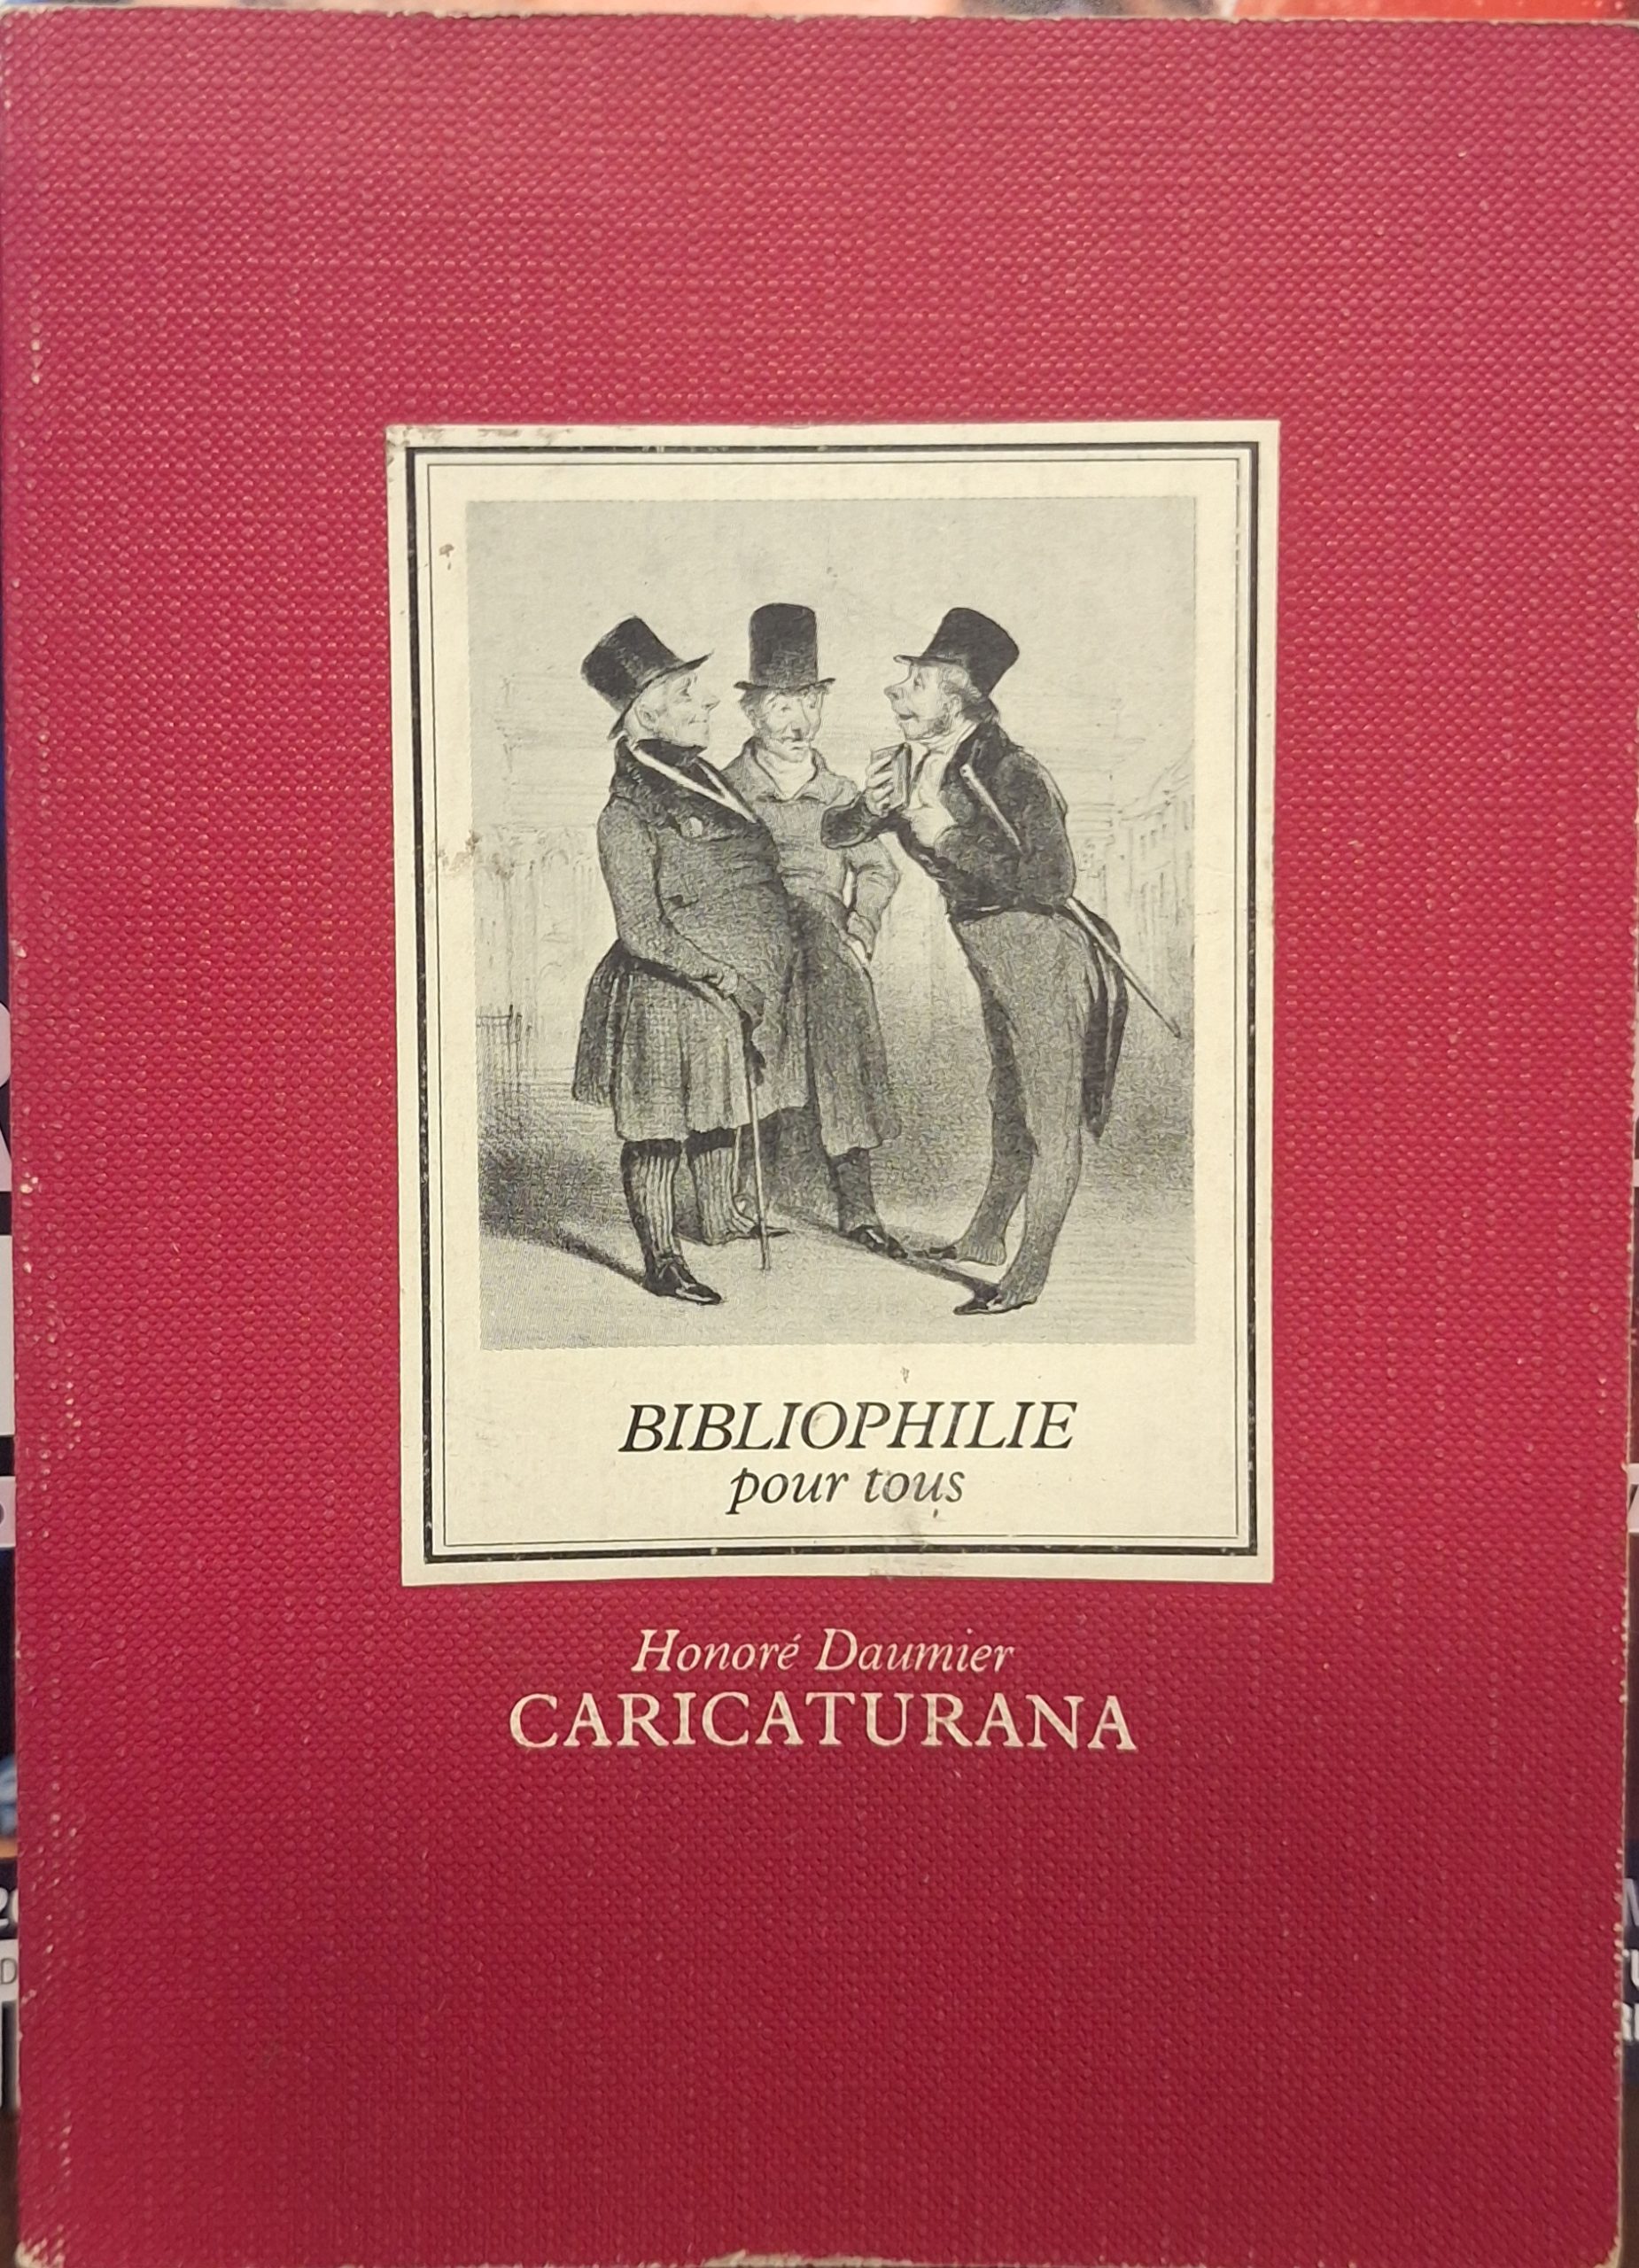 BIBLIOPHILIE
pour tous
Honoré Daumier
CARICATURANA